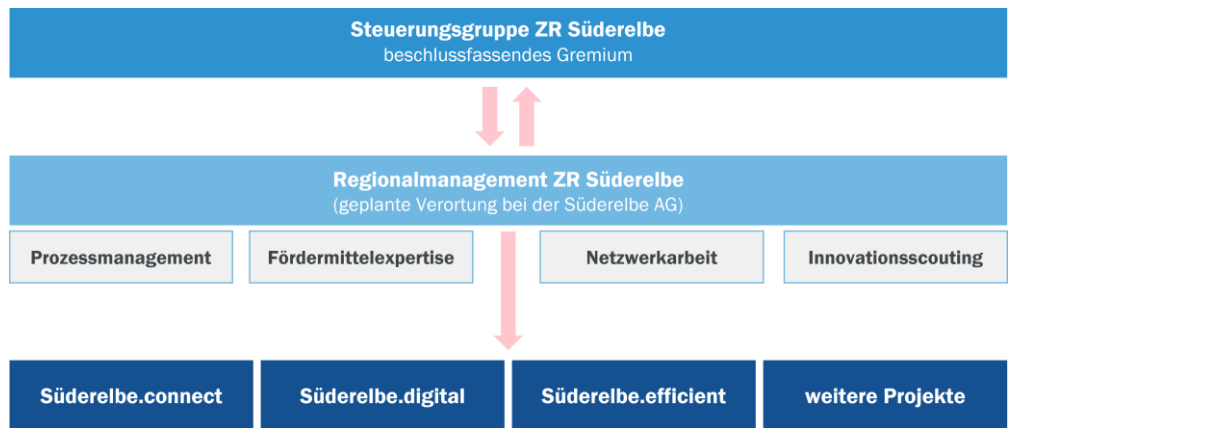 Steuerungsgruppe ZR Süderelbe
beschlussfassendes Gremium
Regionalmanagement ZR Süderelbe
(geplante Verortung bei der Süderelbe AG)
Prozessmanagement
Fördermittelexpertise
Netzwerkarbeit
Innovationsscouting
Süderelbe.connect
Süderelbe.digital
Süderelbe.efficient
weitere Projekte